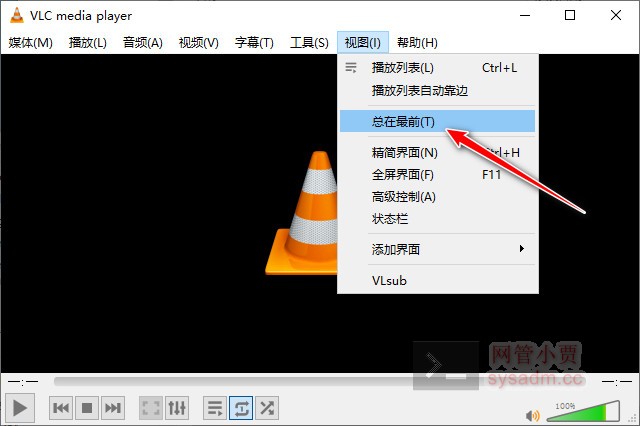 VLC media player
媒体(M) 播放(L) 音频(A) 视频(V) 字幕(T) 工具(S) 视图(I) 帮助(H)
播放列表(L) Ctrl+L
播放列表自动靠边
总在最前(T)
精简界面(N) Ctrl+H
全屏界面(F) F11
高级控制(A)
状态栏
添加界面
VLsub
网管小贾
sysadm.cc
--:-- --:--
100%